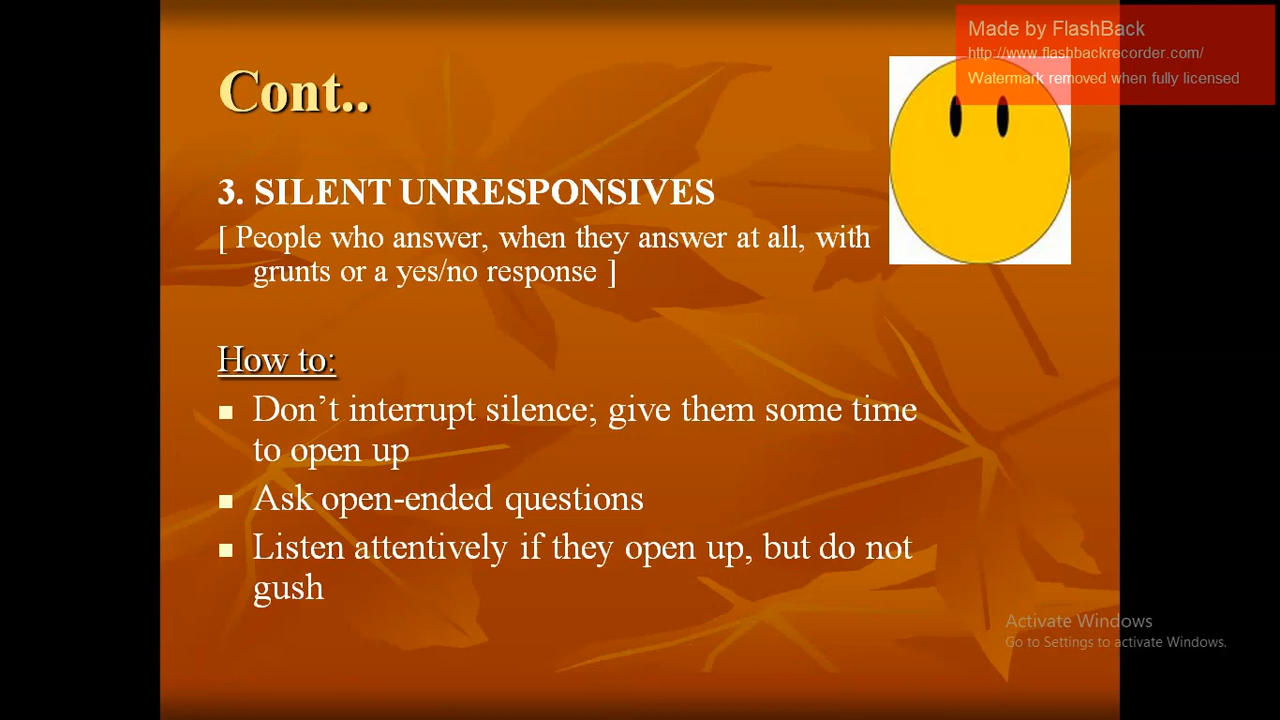 Made by FlashBack
http://www.flashbackrecorder.com/
Watermark removed when fully licensed
Cont..
3. SILENT UNRESPONSIVES
[ People who answer, when they answer at all, with
grunts or a yes/no response ]
How to:
Don’t interrupt silence; give them some time
to open up
Ask open-ended questions
Listen attentively if they open up, but do not
gush
Activate Windows
Go to Settings to activate Windows.